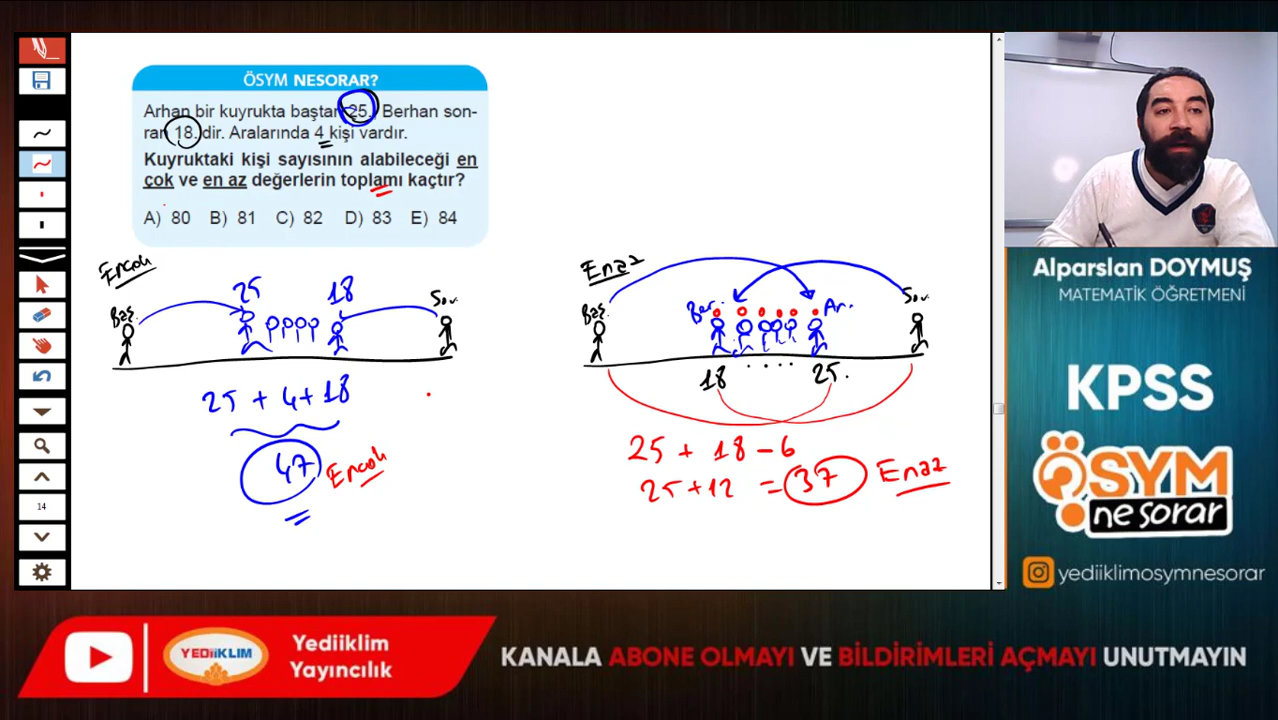 ÖSYM NESORAR?
Arhan bir kuyrukta baştan 25. Berhan son-
ran 18. dir. Aralarında 4 kişi vardır.
Kuyruktaki kişi sayısının alabileceği en
çok ve en az değerlerin toplamı kaçtır?
A) 80 B) 81 C) 82 D) 83 E) 84
Ençok
Baş.
25
18
Son.
25 + 4 + 18
47
Ençok
Enaz
Baş.
Ber.
Ar.
Son.
18 . . . . 25.
25 + 18 - 6
25 + 12 = 37
Enaz
14
Alparslan DOYMUŞ
MATEMATİK ÖĞRETMENİ
KPSS
ÖSYM
ne sorar
yediiklimosymnesorar
YEDİİKLİM
Yediiklim
Yayıncılık
KANALA ABONE OLMAYI VE BİLDİRİMLERİ AÇMAYI UNUTMAYIN